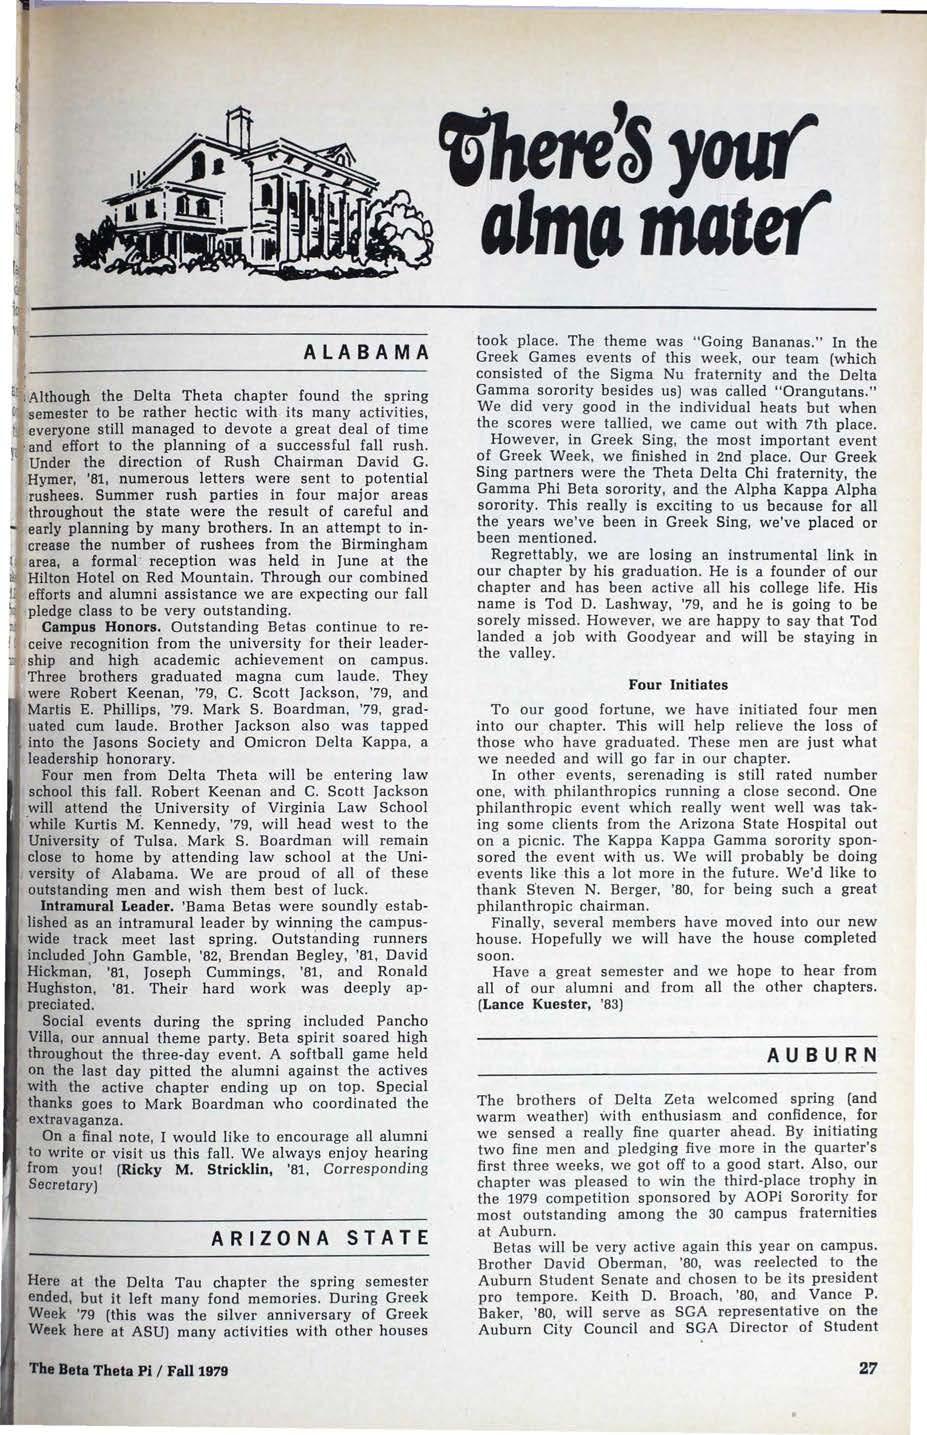 There's your
alma mater
ALABAMA
Although the Delta Theta chapter found the spring
semester to be rather hectic with its many activities,
everyone still managed to devote a great deal of time
and effort to the planning of a successful fall rush.
Under the direction of Rush Chairman David G.
Hymer, '81, numerous letters were sent to potential
rushees. Summer rush parties in four major areas
throughout the state were the result of careful and
early planning by many brothers. In an attempt to in-
crease the number of rushees from the Birmingham
area, a formal reception was held in June at the
Hilton Hotel on Red Mountain. Through our combined
efforts and alumni assistance we are expecting our fall
pledge class to be very outstanding.
Campus Honors. Outstanding Betas continue to re-
ceive recognition from the university for their leader-
ship and high academic achievement on campus.
Three brothers graduated magna cum laude. They
were Robert Keenan, '79, C. Scott Jackson, '79, and
Martis E. Phillips, '79. Mark S. Boardman, '79, grad-
uated cum laude. Brother Jackson also was tapped
into the Jasons Society and Omicron Delta Kappa, a
leadership honorary.
Four men from Delta Theta will be entering law
school this fall. Robert Keenan and C. Scott Jackson
will attend the University of Virginia Law School
while Kurtis M. Kennedy, '79, will head west to the
University of Tulsa. Mark S. Boardman will remain
close to home by attending law school at the Uni-
versity of Alabama. We are proud of all of these
outstanding men and wish them best of luck.
Intramural Leader. 'Bama Betas were soundly estab-
lished as an intramural leader by winning the campus-
wide track meet last spring. Outstanding runners
included John Gamble, '82, Brendan Begley, '81, David
Hickman, '81, Joseph Cummings, '81, and Ronald
Hughston, '81. Their hard work was deeply ap-
preciated.
Social events during the spring included Pancho
Villa, our annual theme party. Beta spirit soared high
throughout the three-day event. A softball game held
on the last day pitted the alumni against the actives
with the active chapter ending up on top. Special
thanks goes to Mark Boardman who coordinated the
extravaganza.
On a final note, I would like to encourage all alumni
to write or visit us this fall. We always enjoy hearing
from you! (Ricky M. Stricklin, '81, Corresponding
Secretary)
ARIZONA STATE
Here at the Delta Tau chapter the spring semester
ended, but it left many fond memories. During Greek
Week '79 (this was the silver anniversary of Greek
Week here at ASU) many activities with other houses
took place. The theme was "Going Bananas." In the
Greek Games events of this week, our team (which
consisted of the Sigma Nu fraternity and the Delta
Gamma sorority besides us) was called "Orangutans."
We did very good in the individual heats but when
the scores were tallied, we came out with 7th place.
However, in Greek Sing, the most important event
of Greek Week, we finished in 2nd place. Our Greek
Sing partners were the Theta Delta Chi fraternity, the
Gamma Phi Beta sorority, and the Alpha Kappa Alpha
sorority. This really is exciting to us because for all
the years we've been in Greek Sing, we've placed or
been mentioned.
Regrettably, we are losing an instrumental link in
our chapter by his graduation. He is a founder of our
chapter and has been active all his college life. His
name is Tod D. Lashway, '79, and he is going to be
sorely missed. However, we are happy to say that Tod
landed a job with Goodyear and will be staying in
the valley.
Four Initiates
To our good fortune, we have initiated four men
into our chapter. This will help relieve the loss of
those who have graduated. These men are just what
we needed and will go far in our chapter.
In other events, serenading is still rated number
one, with philanthropics running a close second. One
philanthropic event which really went well was tak-
ing some clients from the Arizona State Hospital out
on a picnic. The Kappa Kappa Gamma sorority spon-
sored the event with us. We will probably be doing
events like this a lot more in the future. We'd like to
thank Steven N. Berger, '80, for being such a great
philanthropic chairman.
Finally, several members have moved into our new
house. Hopefully we will have the house completed
soon.
Have a great semester and we hope to hear from
all of our alumni and from all the other chapters.
(Lance Kuester, '83)
AUBURN
The brothers of Delta Zeta welcomed spring (and
warm weather) with enthusiasm and confidence, for
we sensed a really fine quarter ahead. By initiating
two fine men and pledging five more in the quarter's
first three weeks, we got off to a good start. Also, our
chapter was pleased to win the third-place trophy in
the 1979 competition sponsored by AOPi Sorority for
most outstanding among the 30 campus fraternities
at Auburn.
Betas will be very active again this year on campus.
Brother David Oberman, '80, was reelected to the
Auburn Student Senate and chosen to be its president
pro tempore. Keith D. Broach, '80, and Vance P.
Baker, '80, will serve as SGA representative on the
Auburn City Council and SGA Director of Student
The Beta Theta Pi / Fall 1979
27